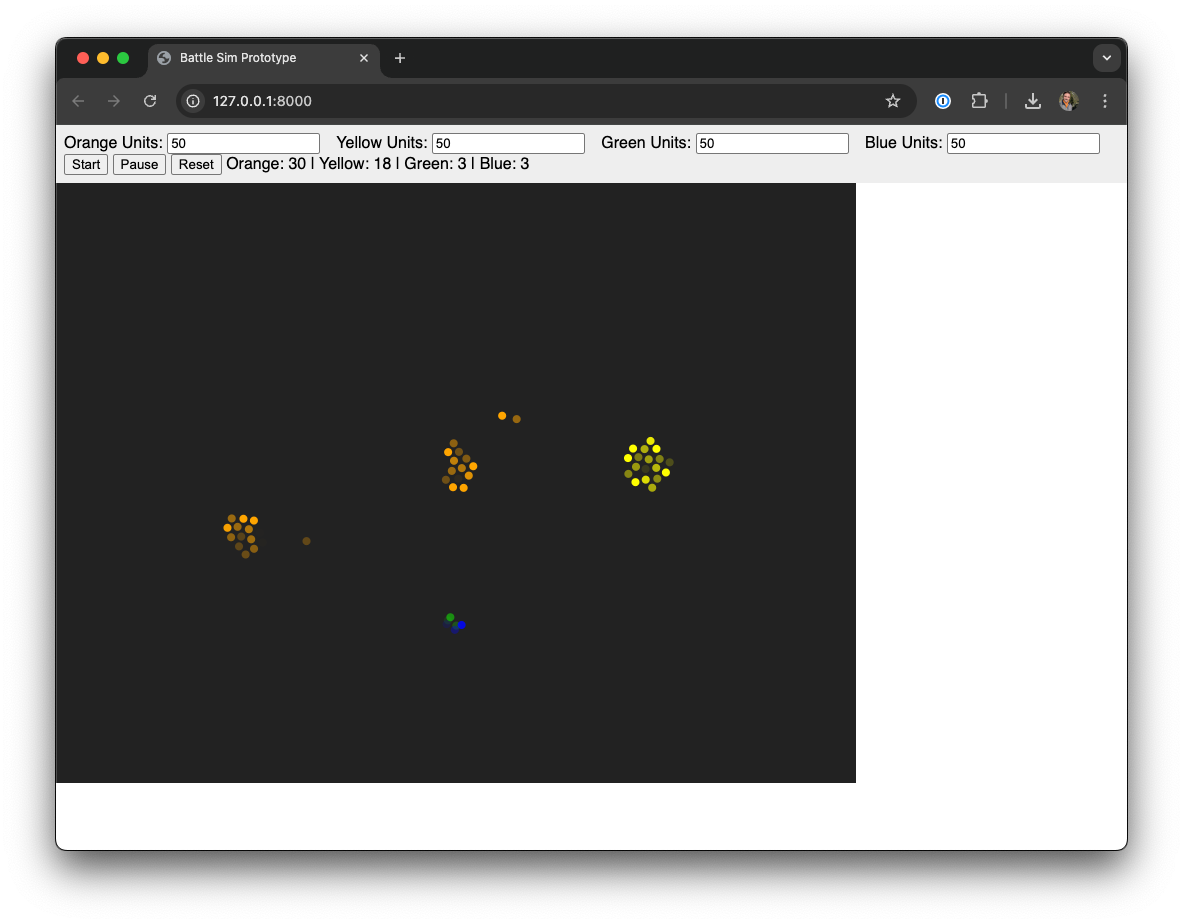 Battle Sim Prototype
127.0.0.1:8000
Orange Units: 50 Yellow Units: 50 Green Units: 50 Blue Units: 50
Start Pause Reset Orange: 30 | Yellow: 18 | Green: 3 | Blue: 3